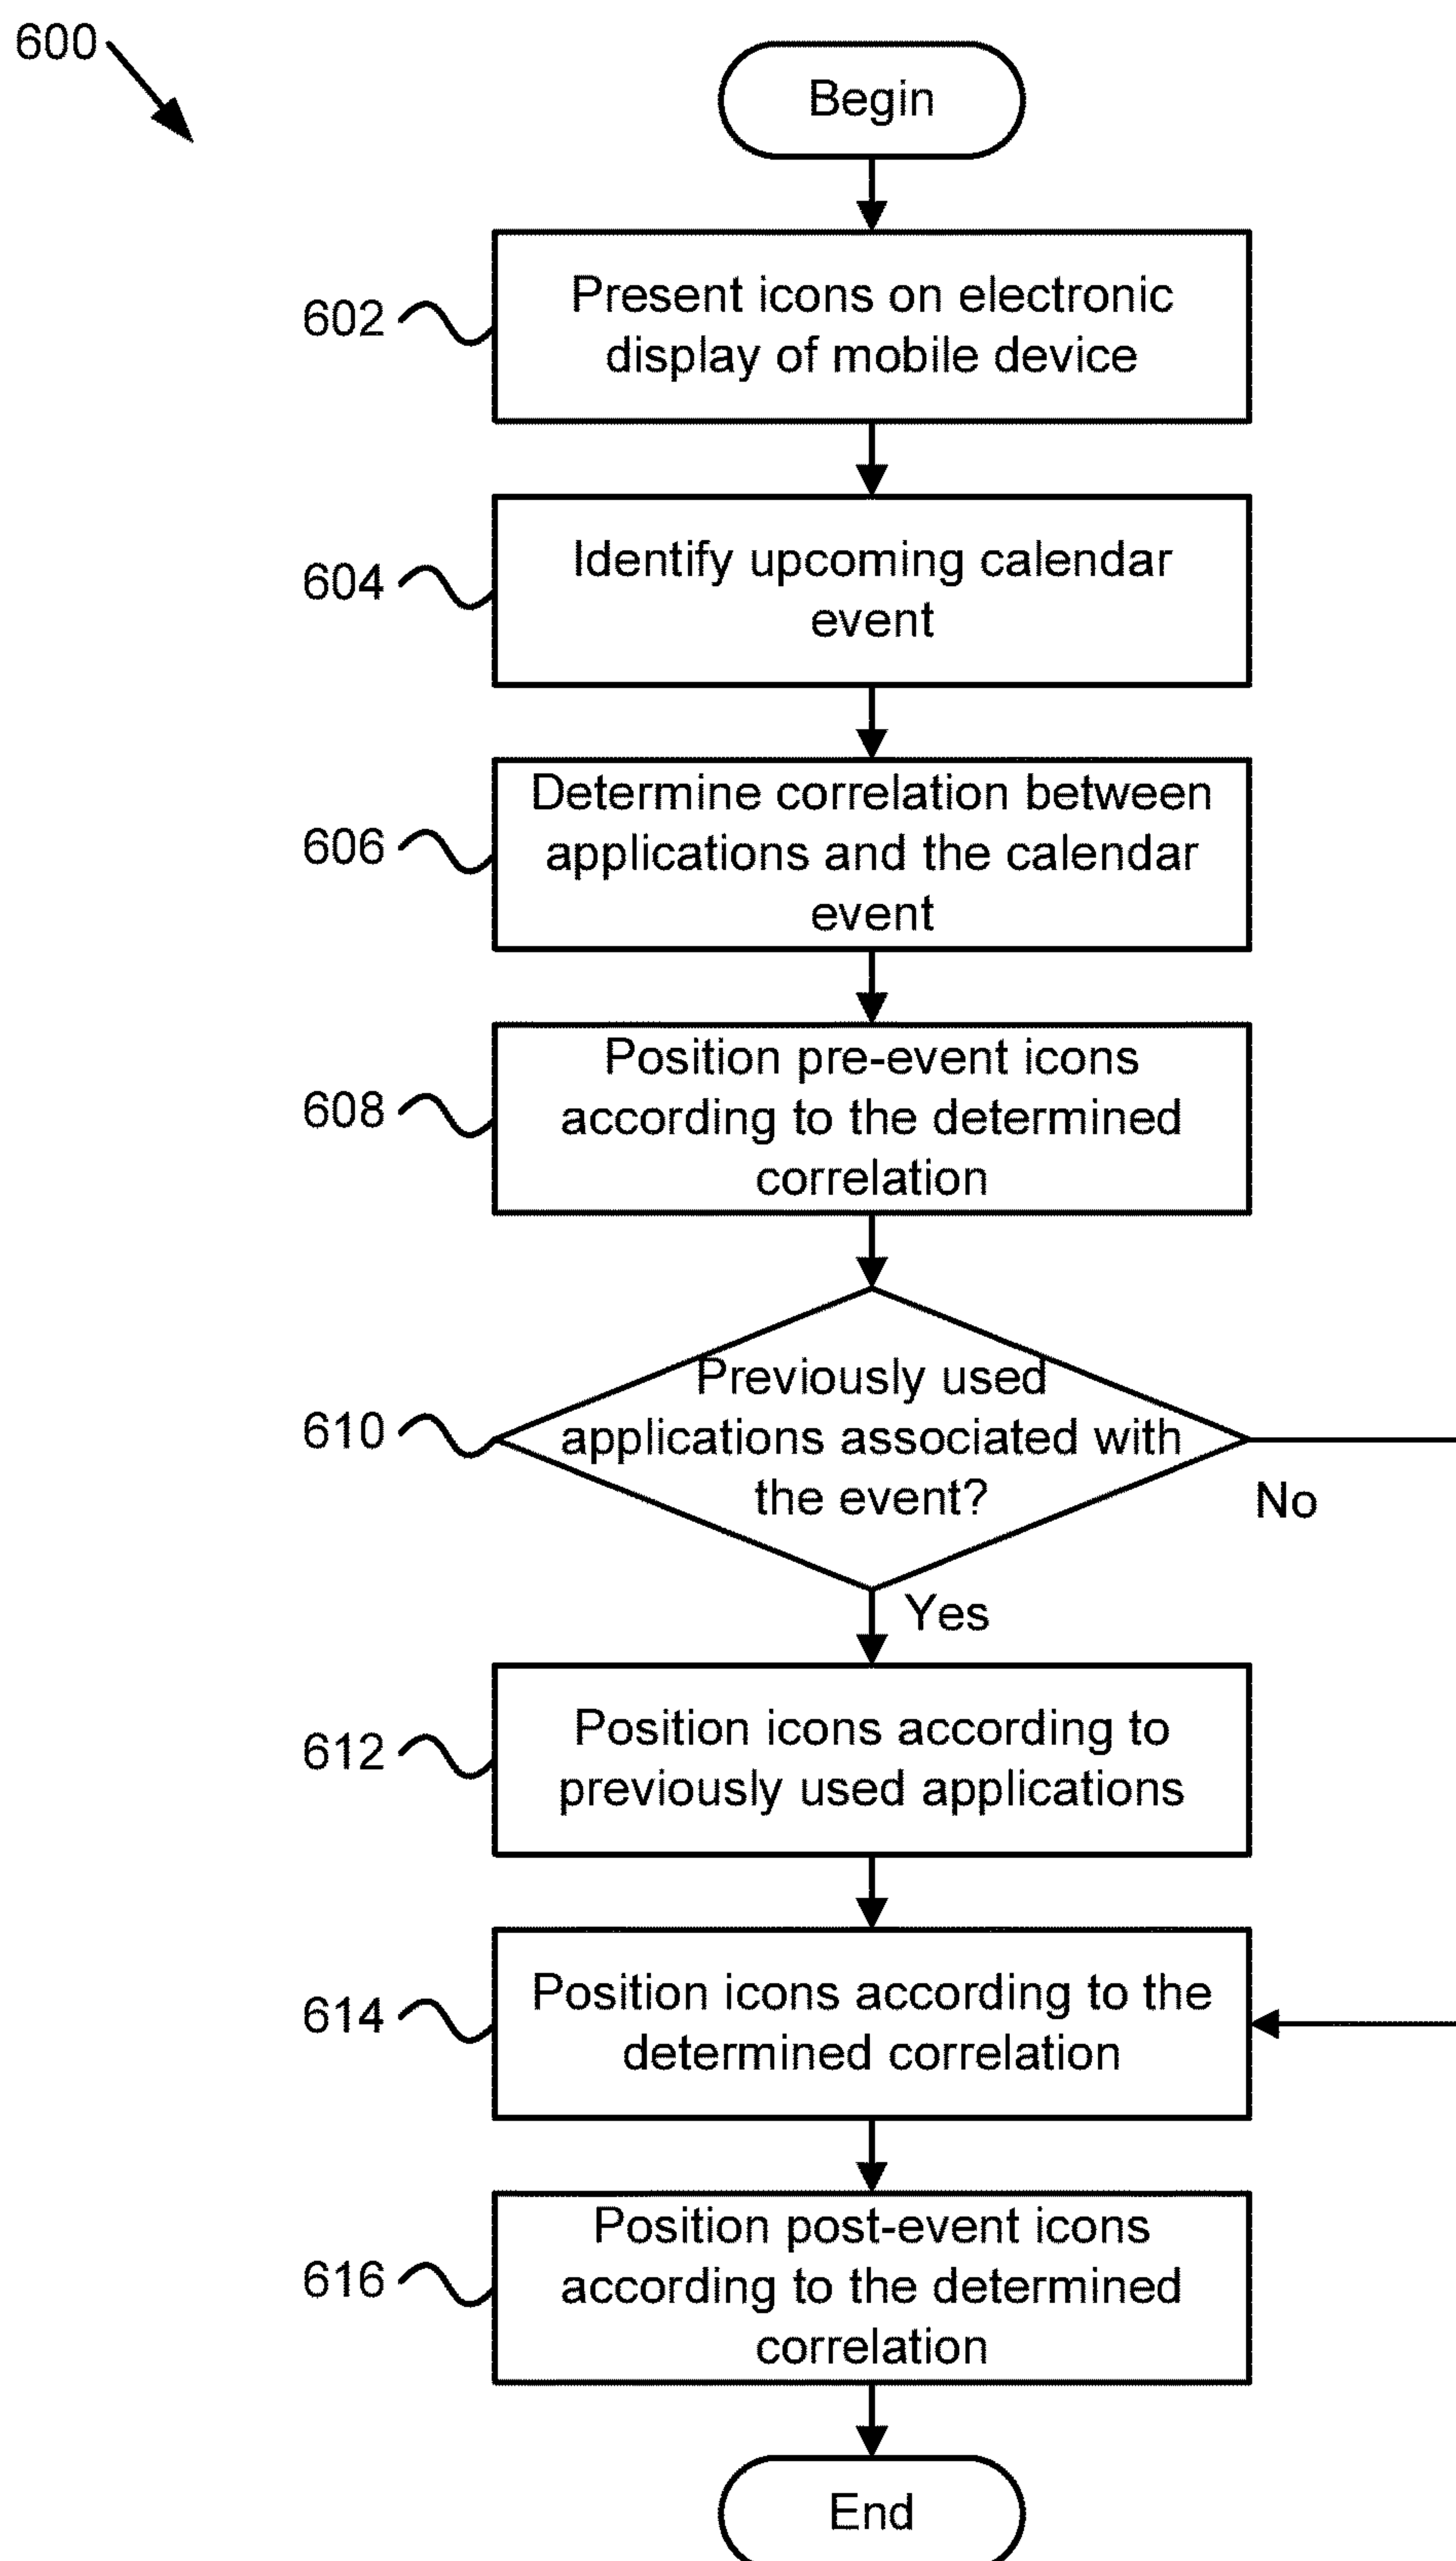 600
Begin
602
Present icons on electronic
display of mobile device
604
Identify upcoming calendar
event
606
Determine correlation between
applications and the calendar
event
608
Position pre-event icons
according to the determined
correlation
610
Previously used
applications associated with
the event?
No
Yes
612
Position icons according to
previously used applications
614
Position icons according to the
determined correlation
616
Position post-event icons
according to the determined
correlation
End